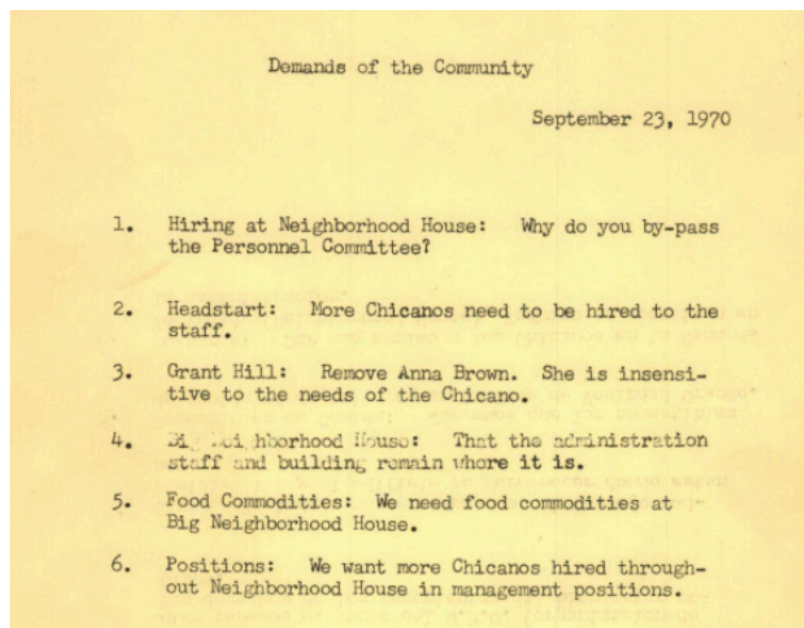 Demands of the Community
September 23, 1970
1. Hiring at Neighborhood House: Why do you by-pass
the Personnel Committee?
2. Headstart: More Chicanos need to be hired to the
staff.
3. Grant Hill: Remove Anna Brown. She is insensi-
tive to the needs of the Chicano.
4. Big Neighborhood House: That the administration
staff and building remain where it is.
5. Food Commodities: We need food commodities at
Big Neighborhood House.
6. Positions: We want more Chicanos hired through-
out Neighborhood House in management positions.